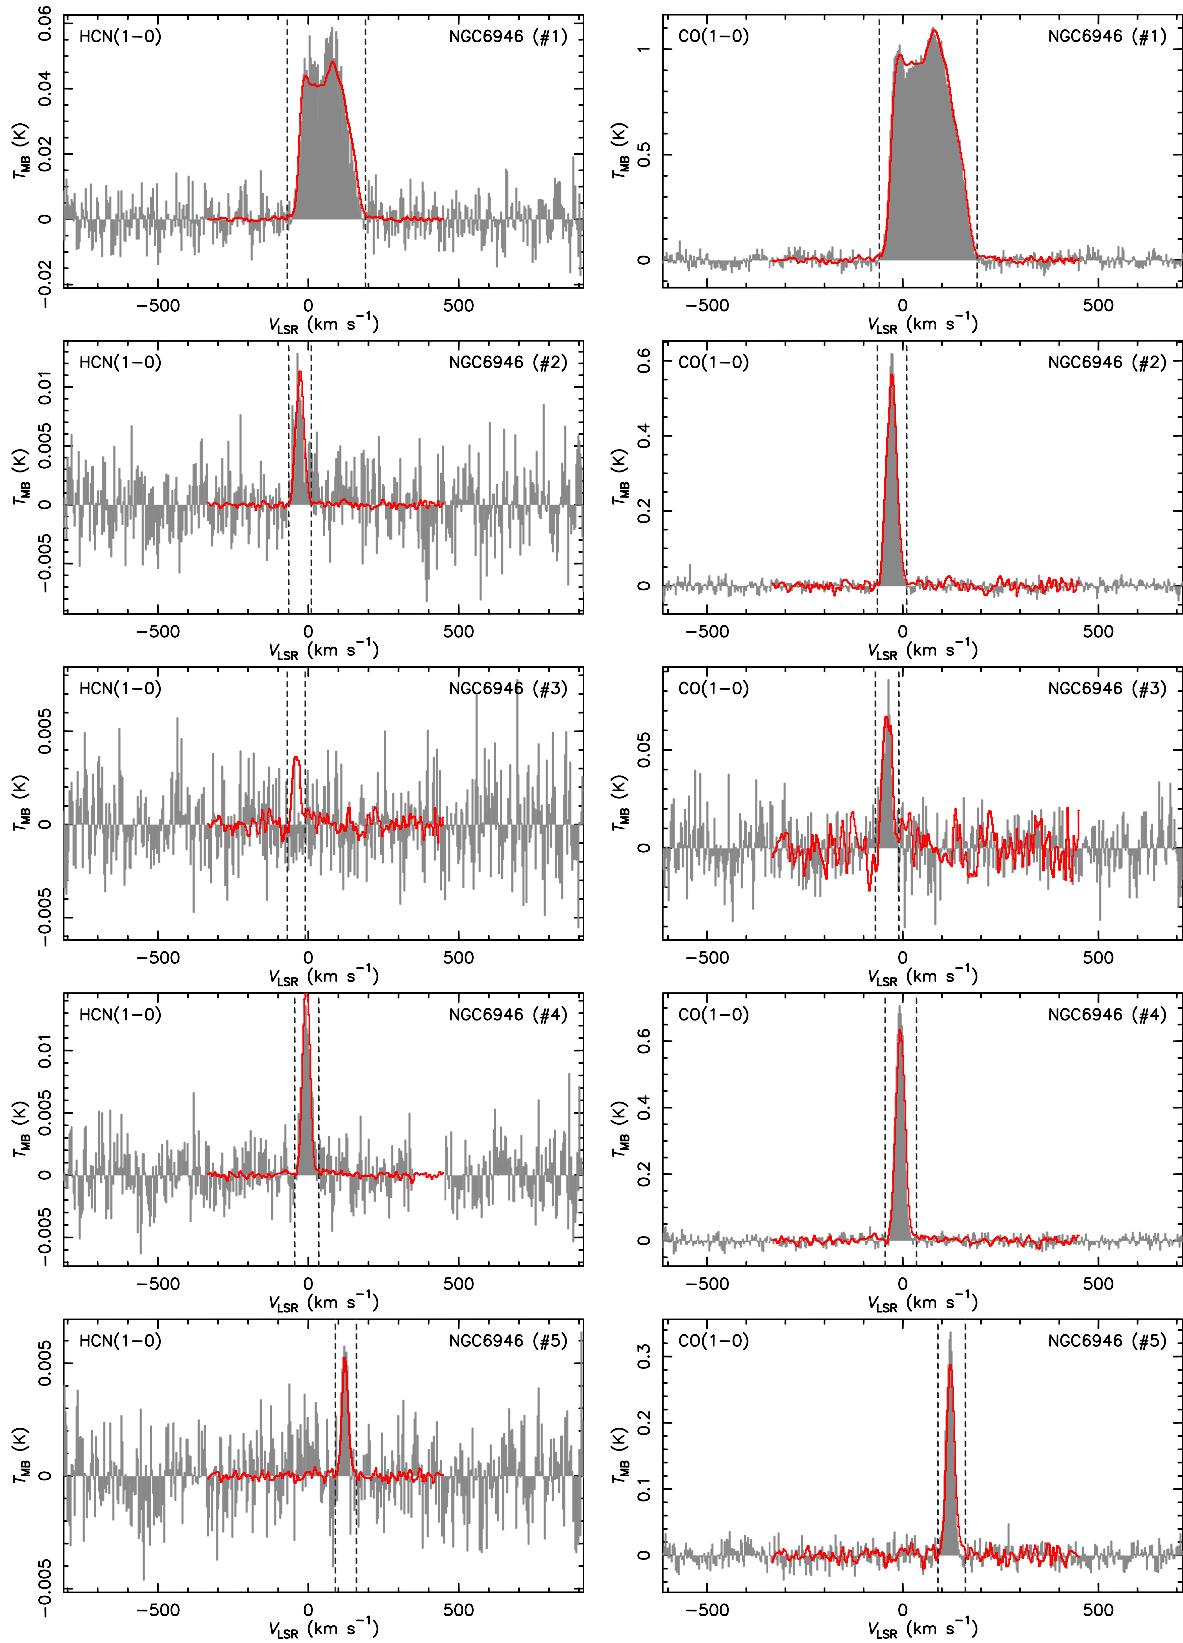 HCN(1−0) NGC6946 (#1)
T_MB (K)
0.06
0.04
0.02
0
−0.02
−500 0 500
V_LSR (km s⁻¹)
CO(1−0) NGC6946 (#1)
T_MB (K)
1
0.5
0
−500 0 500
V_LSR (km s⁻¹)
HCN(1−0) NGC6946 (#2)
T_MB (K)
0.01
0.005
0
−0.005
−500 0 500
V_LSR (km s⁻¹)
CO(1−0) NGC6946 (#2)
T_MB (K)
0.6
0.4
0.2
0
−500 0 500
V_LSR (km s⁻¹)
HCN(1−0) NGC6946 (#3)
T_MB (K)
0.005
0
−0.005
−500 0 500
V_LSR (km s⁻¹)
CO(1−0) NGC6946 (#3)
T_MB (K)
0.05
0
−500 0 500
V_LSR (km s⁻¹)
HCN(1−0) NGC6946 (#4)
T_MB (K)
0.01
0.005
0
−0.005
−500 0 500
V_LSR (km s⁻¹)
CO(1−0) NGC6946 (#4)
T_MB (K)
0.6
0.4
0.2
0
−500 0 500
V_LSR (km s⁻¹)
HCN(1−0) NGC6946 (#5)
T_MB (K)
0.005
0
−0.005
−500 0 500
V_LSR (km s⁻¹)
CO(1−0) NGC6946 (#5)
T_MB (K)
0.3
0.2
0.1
0
−500 0 500
V_LSR (km s⁻¹)